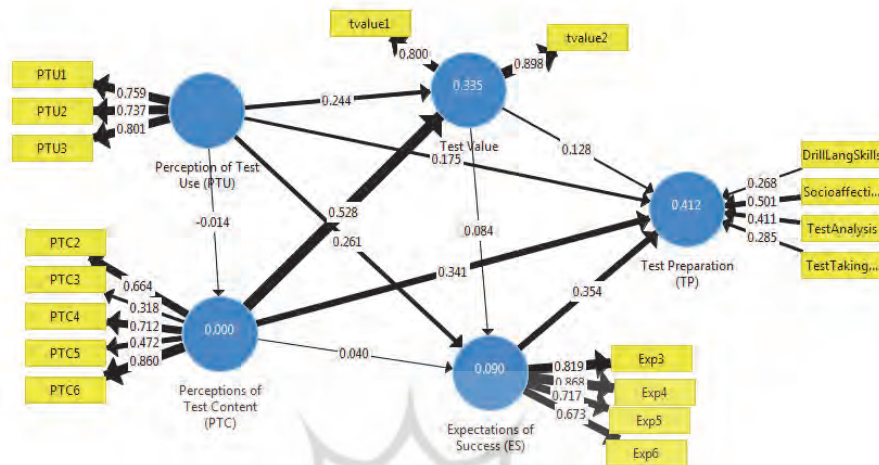 tvalue1
tvalue2
0.800
0.898
PTU1
PTU2
PTU3
0.759
0.737
0.801
Perception of Test
Use (PTU)
0.244
0.335
Test Value
0.175
0.128
-0.014
0.528
0.261
0.084
0.341
0.354
0.040
PTC2
PTC3
PTC4
PTC5
PTC6
0.664
0.318
0.712
0.472
0.860
0.000
Perceptions of
Test Content
(PTC)
0.412
Test Preparation
(TP)
DrillLangSkills
Socioaffecti...
TestAnalysis
TestTaking...
0.268
0.501
0.411
0.285
0.090
Expectations of
Success (ES)
0.819
0.868
0.717
0.673
Exp3
Exp4
Exp5
Exp6